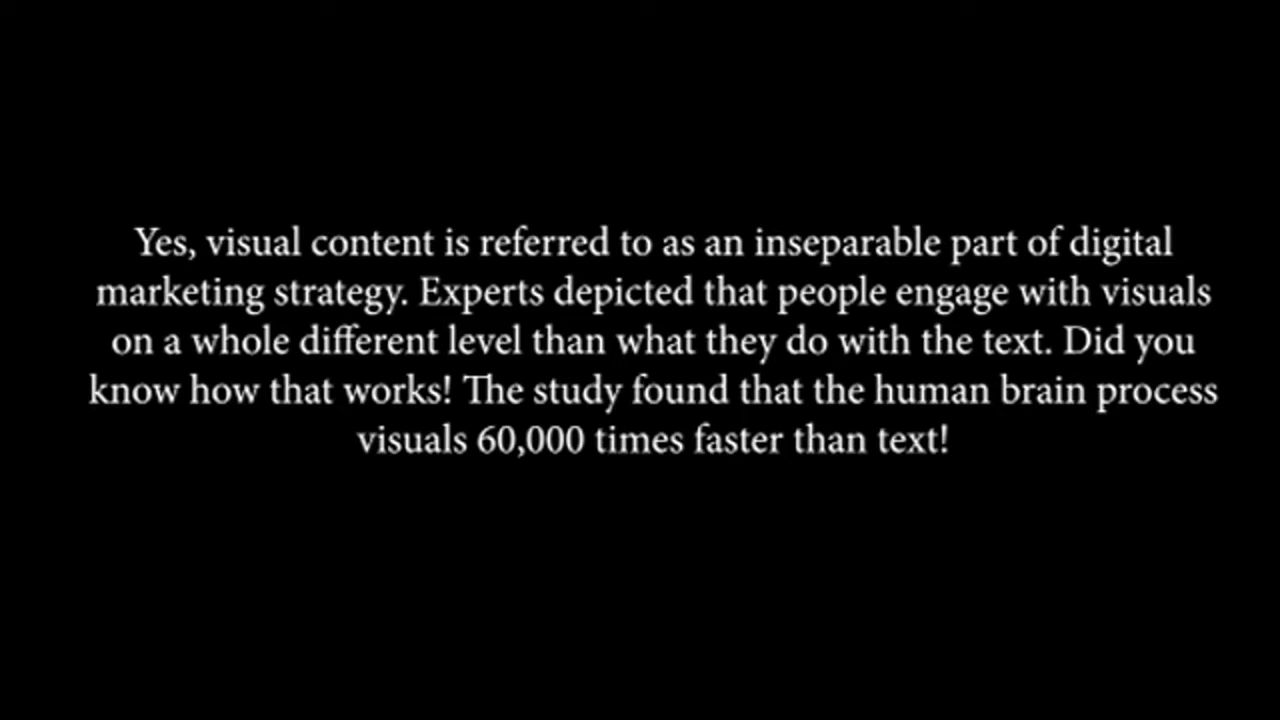 Yes, visual content is referred to as an inseparable part of digital
marketing strategy. Experts depicted that people engage with visuals
on a whole different level than what they do with the text. Did you
know how that works! The study found that the human brain process
visuals 60,000 times faster than text!